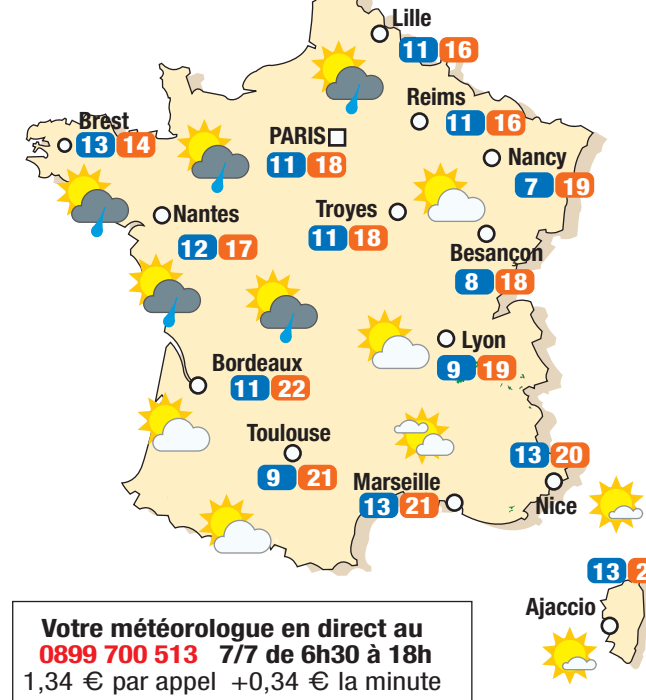 Lille
11 16
Reims
11 16
Brest
13 14
PARIS
11 18
Nancy
7 19
Nantes
12 17
Troyes
11 18
Besançon
8 18
Lyon
9 19
Bordeaux
11 22
Toulouse
9 21
Marseille
13 21
13 20
Nice
13
Ajaccio
Votre météorologue en direct au
0899 700 513 7/7 de 6h30 à 18h
1,34 € par appel +0,34 € la minute